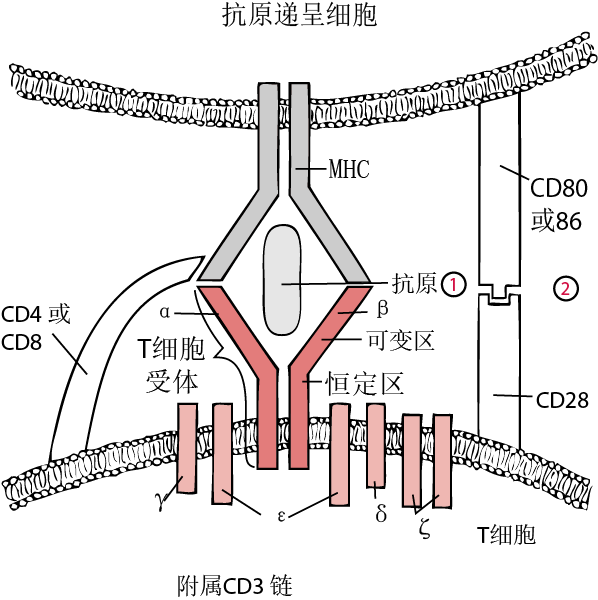 抗原递呈细胞
MHC
CD80
或86
抗原 1
2
CD4 或
CD8
α
β
T细胞
受体
可变区
恒定区
CD28
γ
ε
δ
ζ
T细胞
附属CD3 链